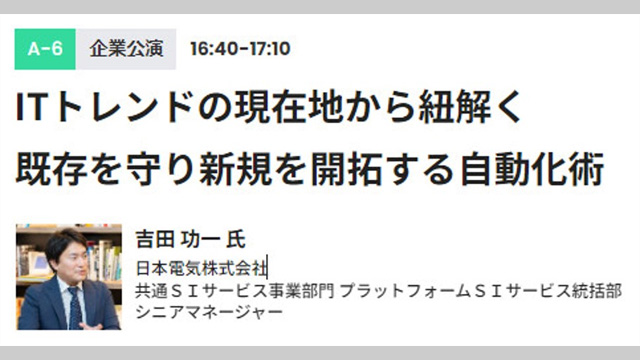 A-6 企業公演 16:40-17:10
ITトレンドの現在地から紐解く
既存を守り新規を開拓する自動化術
吉田 功一 氏
日本電気株式会社
共通ＳＩサービス事業部門 プラットフォームＳＩサービス統括部
シニアマネージャー